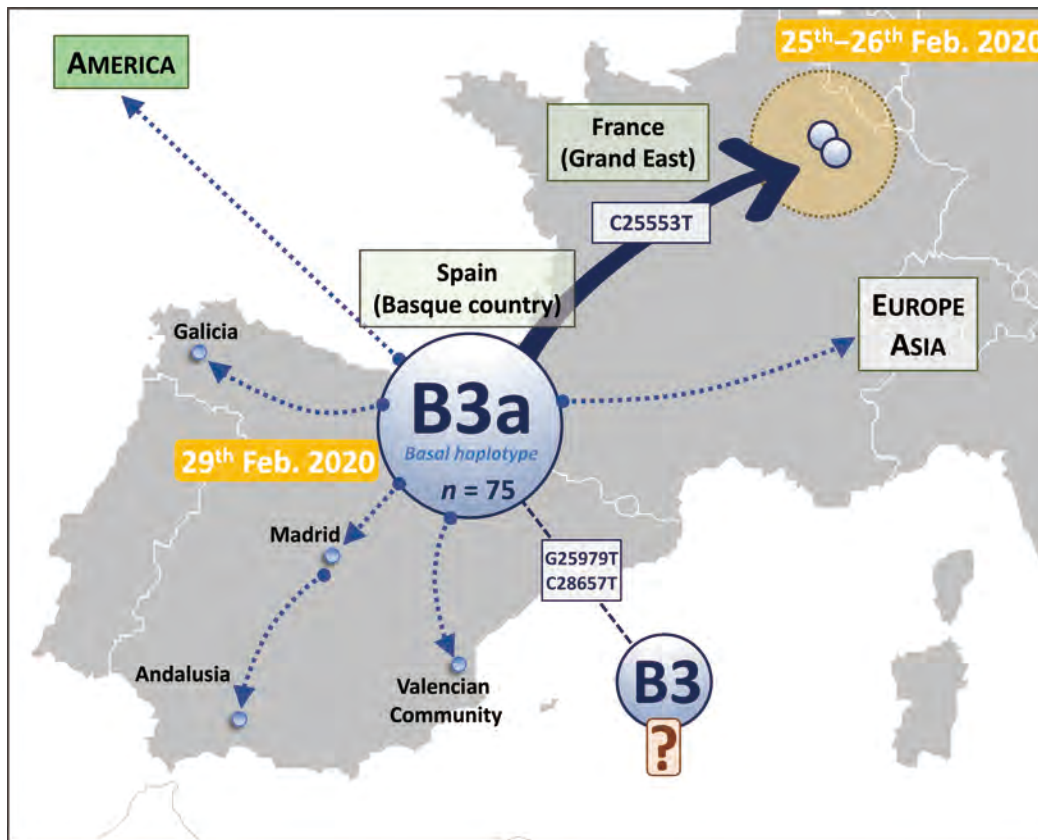 25th–26th Feb. 2020
AMERICA
France
(Grand East)
C25553T
Spain
(Basque country)
EUROPE
ASIA
Galicia
B3a
Basal haplotype
n = 75
29th Feb. 2020
Madrid
G25979T
C28657T
Andalusia
Valencian
Community
B3
?